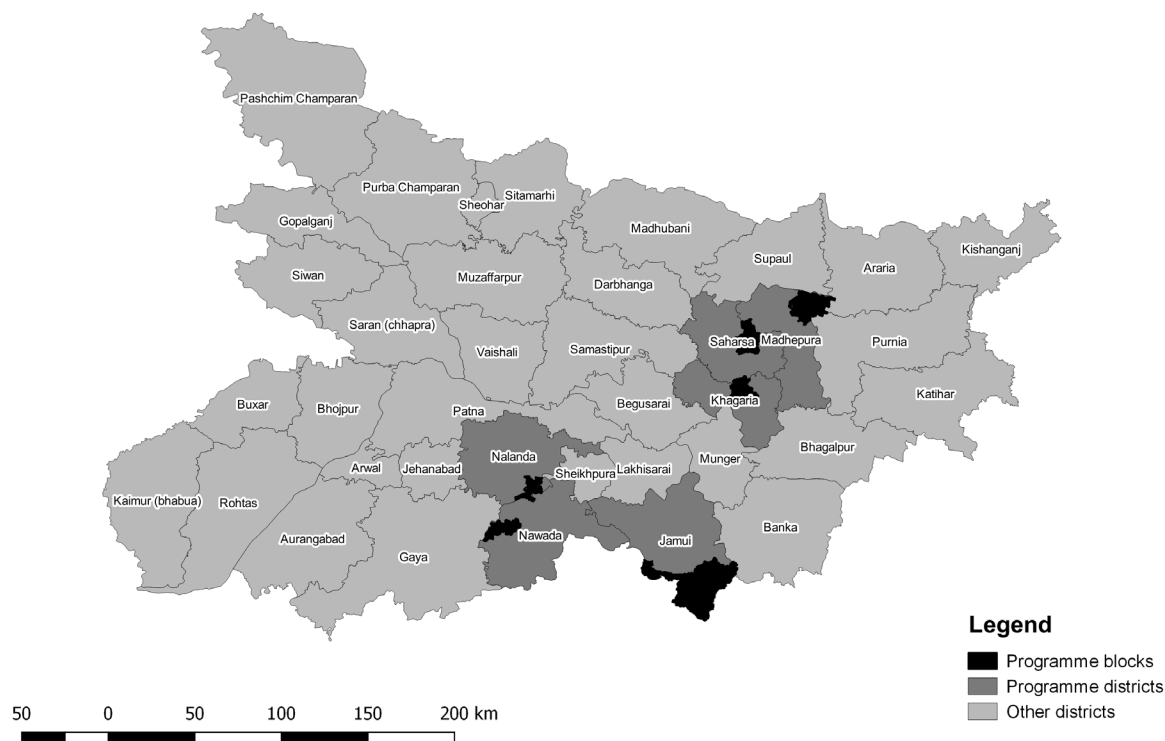 Pashchim Champaran
Purba Champaran
Sheohar
Sitamarhi
Gopalganj
Madhubani
Kishanganj
Supaul
Araria
Siwan
Muzaffarpur
Darbhanga
Saran (chhapra)
Vaishali
Samastipur
Saharsa
Madhepura
Purnia
Katihar
Buxar
Bhojpur
Patna
Begusarai
Khagaria
Bhagalpur
Kaimur (bhabua)
Rohtas
Arwal
Jehanabad
Nalanda
Sheikhpura
Lakhisarai
Munger
Aurangabad
Gaya
Nawada
Jamui
Banka
Legend
Programme blocks
Programme districts
Other districts
50 0 50 100 150 200 km